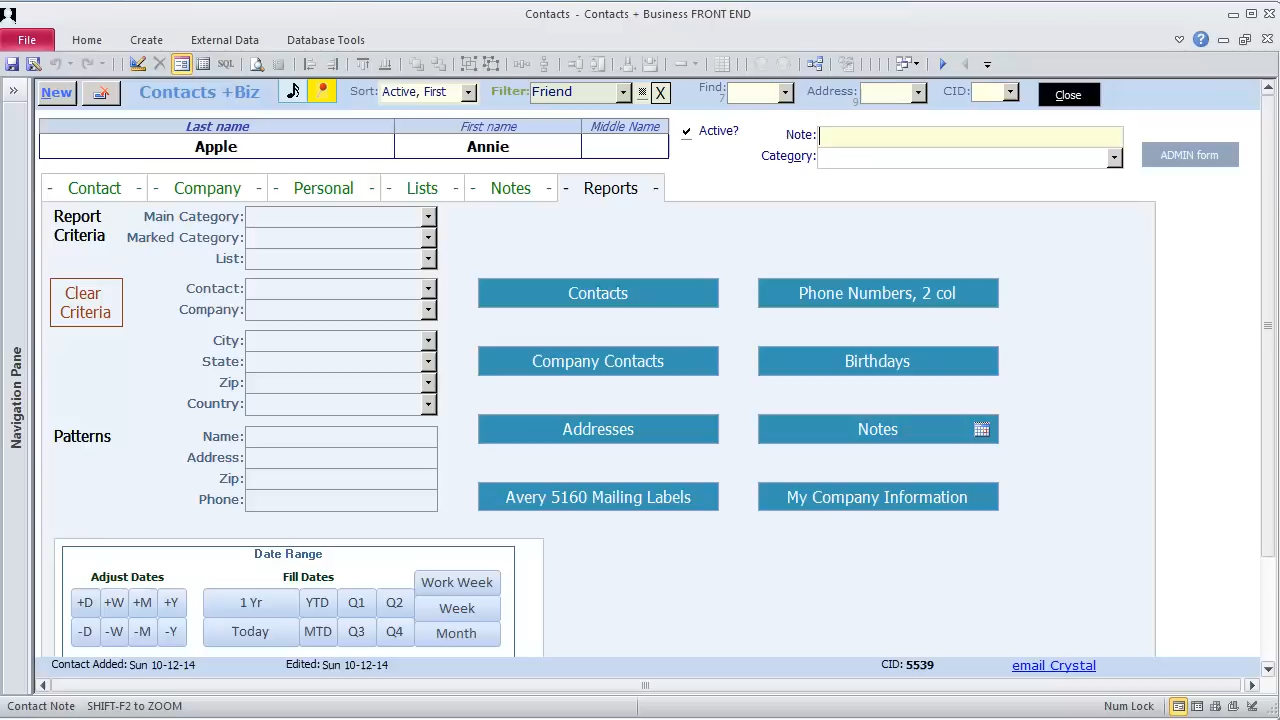 Contacts - Contacts + Business FRONT END
File Home Create External Data Database Tools
SQL
New Contacts +Biz Sort: Active, First Filter: Friend X Find: 7 Address: 9 CID: Close
Last name First name Middle Name
Apple Annie
Active?
Note:
Category:
ADMIN form
- Contact - Company - Personal - Lists - Notes - Reports -
Report Criteria
Main Category:
Marked Category:
List:
Clear Criteria
Contact:
Company:
City:
State:
Zip:
Country:
Patterns
Name:
Address:
Zip:
Phone:
Contacts Phone Numbers, 2 col
Company Contacts Birthdays
Addresses Notes
Avery 5160 Mailing Labels My Company Information
Date Range
Adjust Dates Fill Dates
+D +W +M +Y 1 Yr YTD Q1 Q2 Work Week
Week
-D -W -M -Y Today MTD Q3 Q4 Month
Contact Added: Sun 10-12-14 Edited: Sun 10-12-14 CID: 5539 email Crystal
Navigation Pane
Contact Note SHIFT-F2 to ZOOM Num Lock